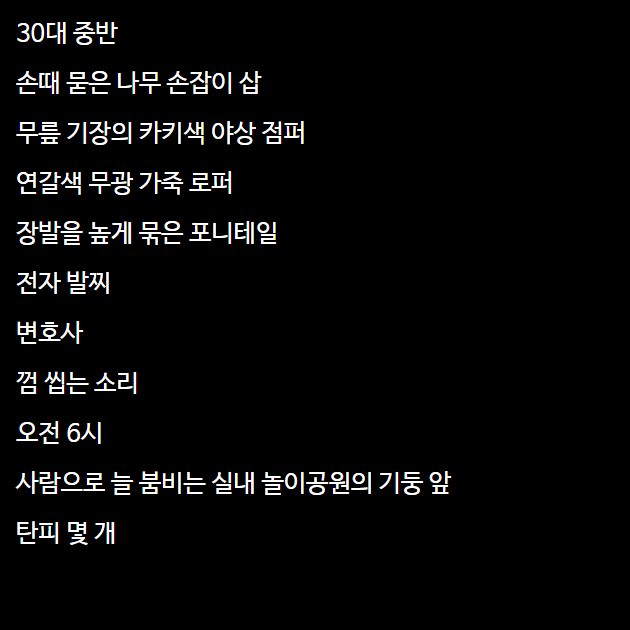 30대 중반
손때 묻은 나무 손잡이 삽
무릎 기장의 카키색 야상 점퍼
연갈색 무광 가죽 로퍼
장발을 높게 묶은 포니테일
전자 발찌
변호사
껌 씹는 소리
오전 6시
사람으로 늘 붐비는 실내 놀이공원의 기둥 앞
탄피 몇 개